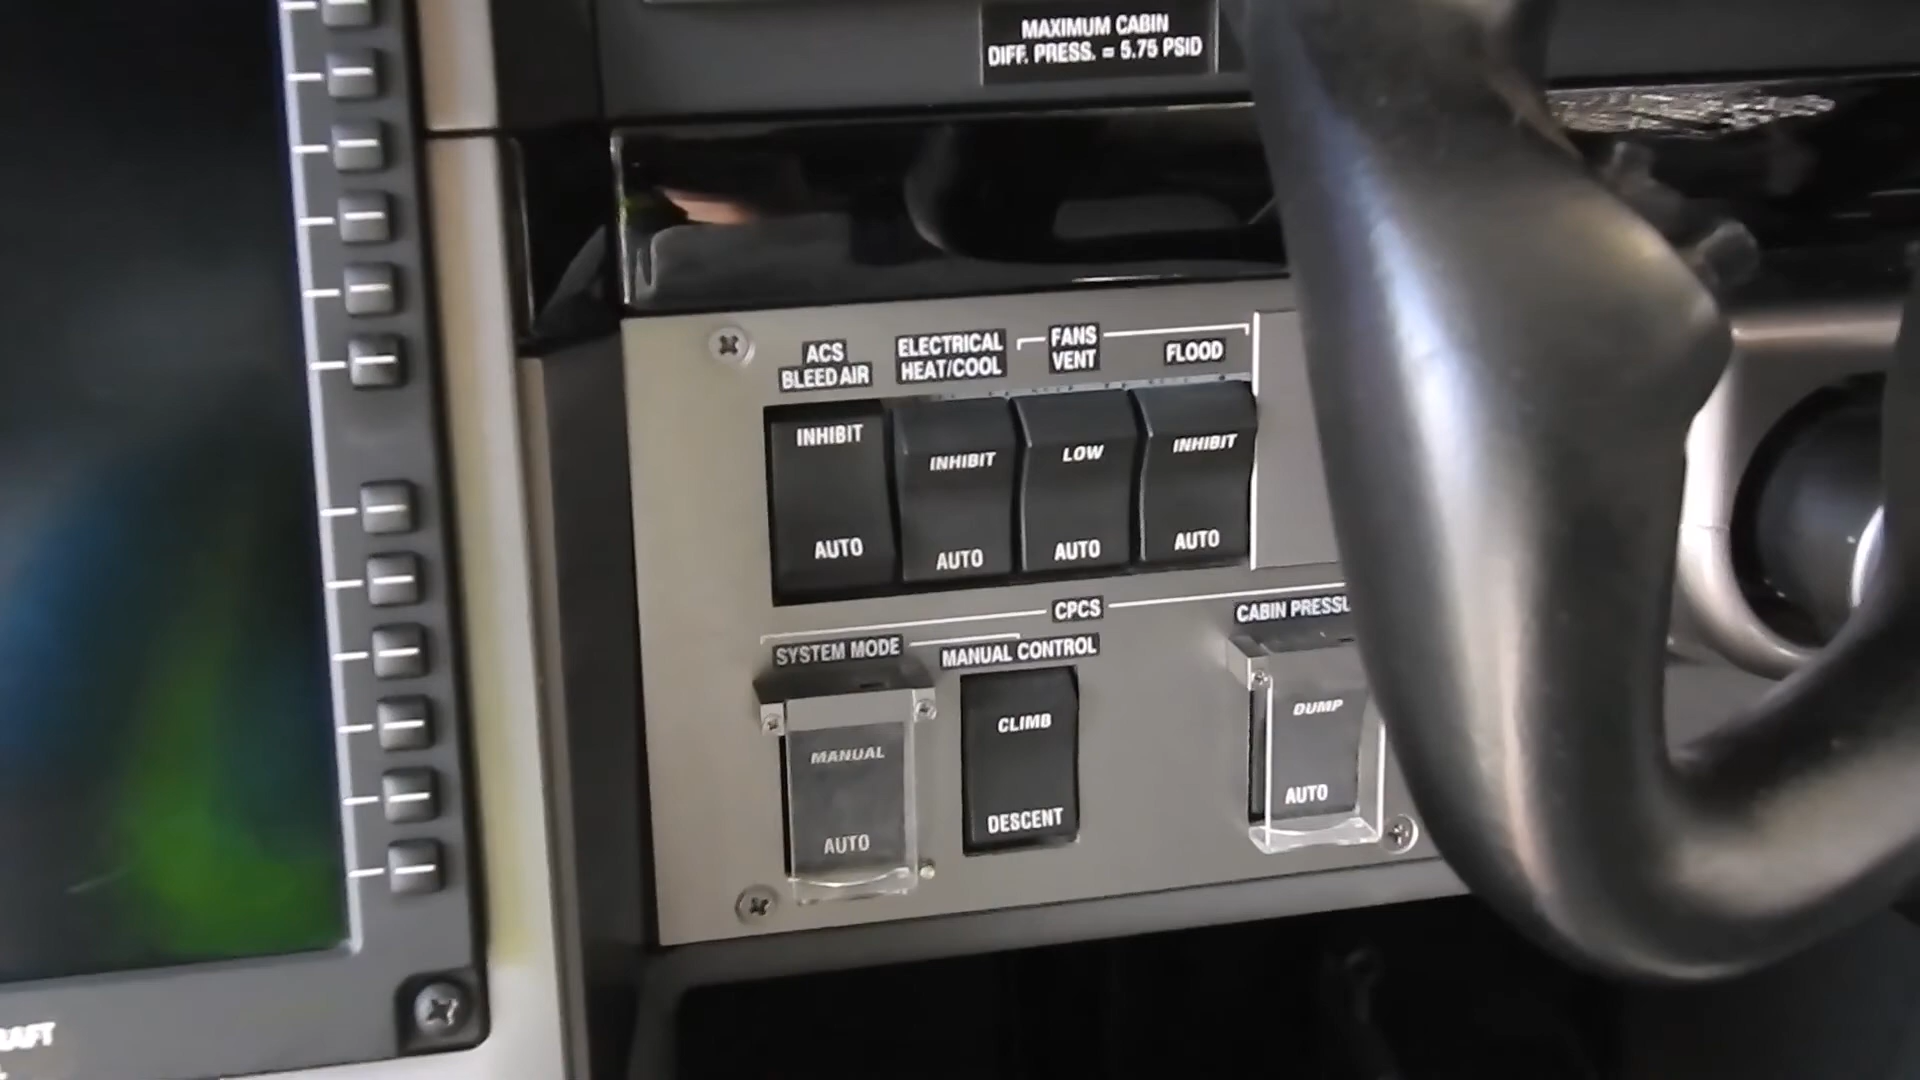 MAXIMUM CABIN
DIFF. PRESS. = 5.75 PSID
ACS
BLEED AIR
ELECTRICAL
HEAT/COOL
FANS
VENT
FLOOD
INHIBIT
INHIBIT
LOW
INHIBIT
AUTO
AUTO
AUTO
AUTO
CPCS
SYSTEM MODE
MANUAL CONTROL
CABIN
MANUAL
CLIMB
DUMP
AUTO
DESCENT
AUTO